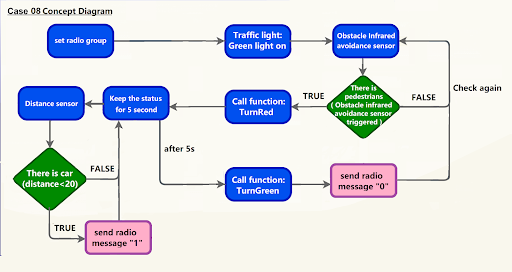 Case 08 Concept Diagram
set radio group
Traffic light:
Green light on
Obstacle Infrared
avoidance sensor
There is
pedestrians
( Obstacle infrared
avoidance sensor
triggered )
TRUE
FALSE
Check again
Distance sensor
Keep the status
for 5 second
Call function:
TurnRed
after 5s
There is car
(distance<20)
FALSE
TRUE
Call function:
TurnGreen
send radio
message "0"
send radio
message "1"